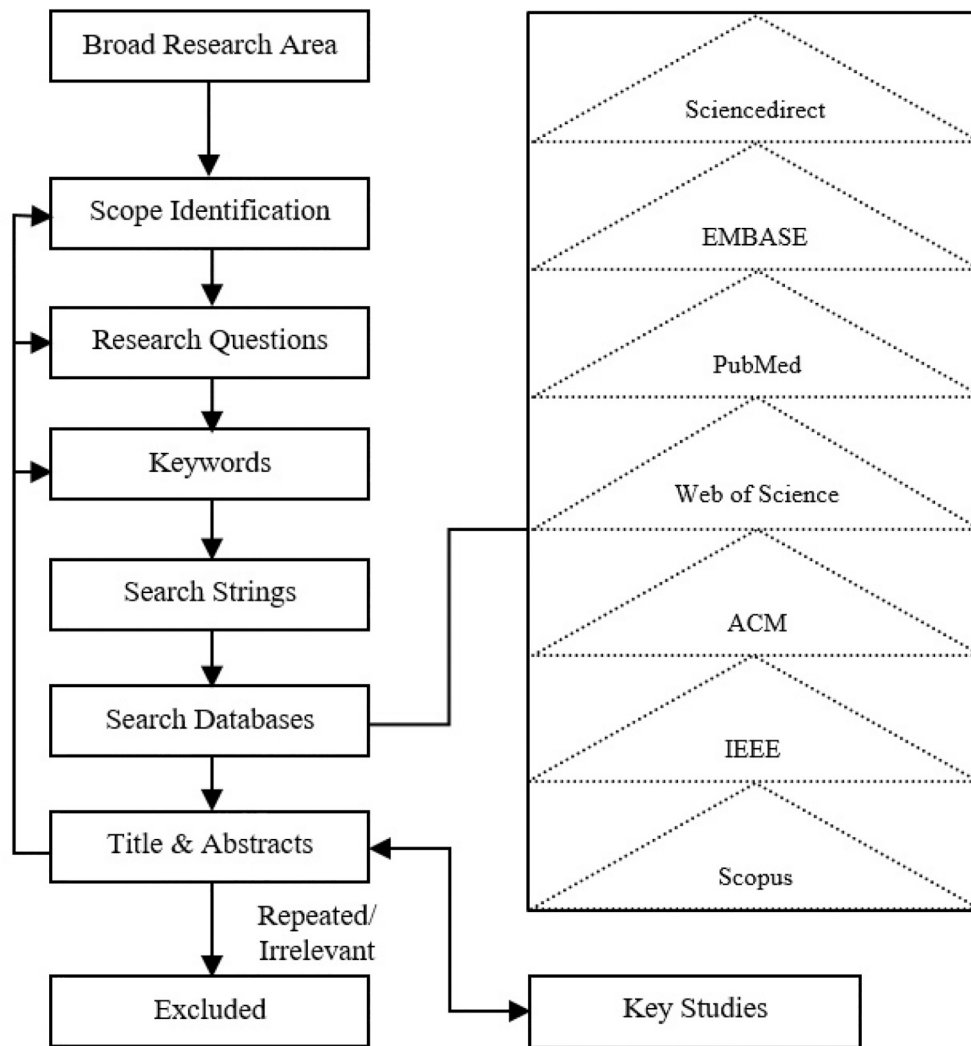 Broad Research Area
Scope Identification
Research Questions
Keywords
Search Strings
Search Databases
Title & Abstracts
Repeated/
Irrelevant
Excluded
Sciencedirect
EMBASE
PubMed
Web of Science
ACM
IEEE
Scopus
Key Studies